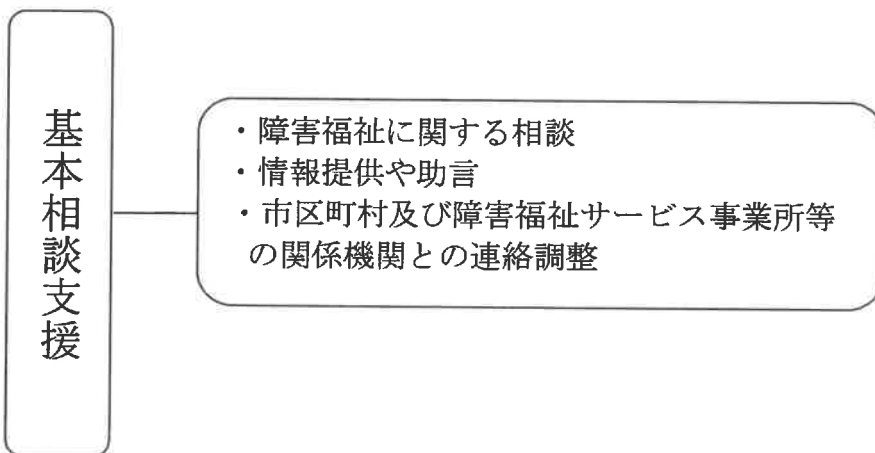 基本相談支援
・障害福祉に関する相談
・情報提供や助言
・市区町村及び障害福祉サービス事業所等
の関係機関との連絡調整